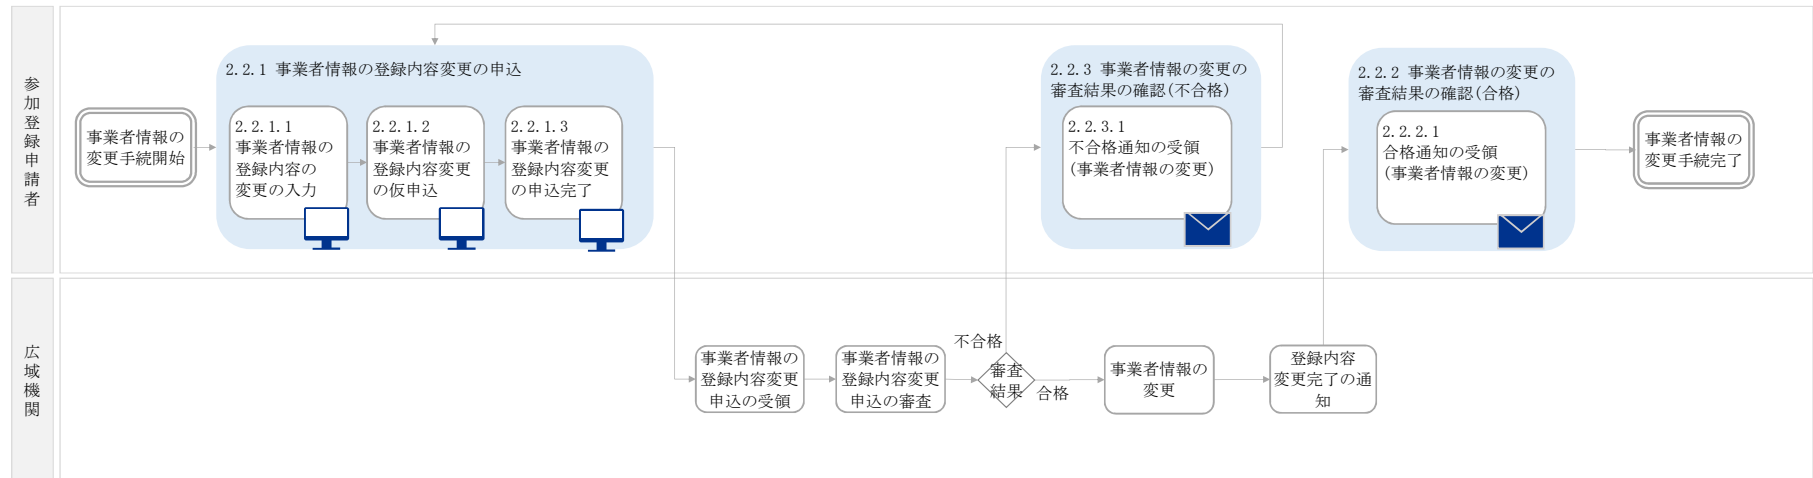 参加登録申請者
事業者情報の
変更手続開始
2.2.1 事業者情報の登録内容変更の申込
2.2.1.1
事業者情報の
登録内容の
変更の入力
2.2.1.2
事業者情報の
登録内容変更
の仮申込
2.2.1.3
事業者情報の
登録内容変更
の申込完了
2.2.3 事業者情報の変更の
審査結果の確認(不合格)
2.2.3.1
不合格通知の受領
(事業者情報の変更)
2.2.2 事業者情報の変更の
審査結果の確認(合格)
2.2.2.1
合格通知の受領
(事業者情報の変更)
事業者情報の
変更手続完了
広域機関
事業者情報の
登録内容変更
申込の受領
事業者情報の
登録内容変更
申込の審査
不合格
審査
結果
合格
事業者情報の
変更
登録内容
変更完了の通
知